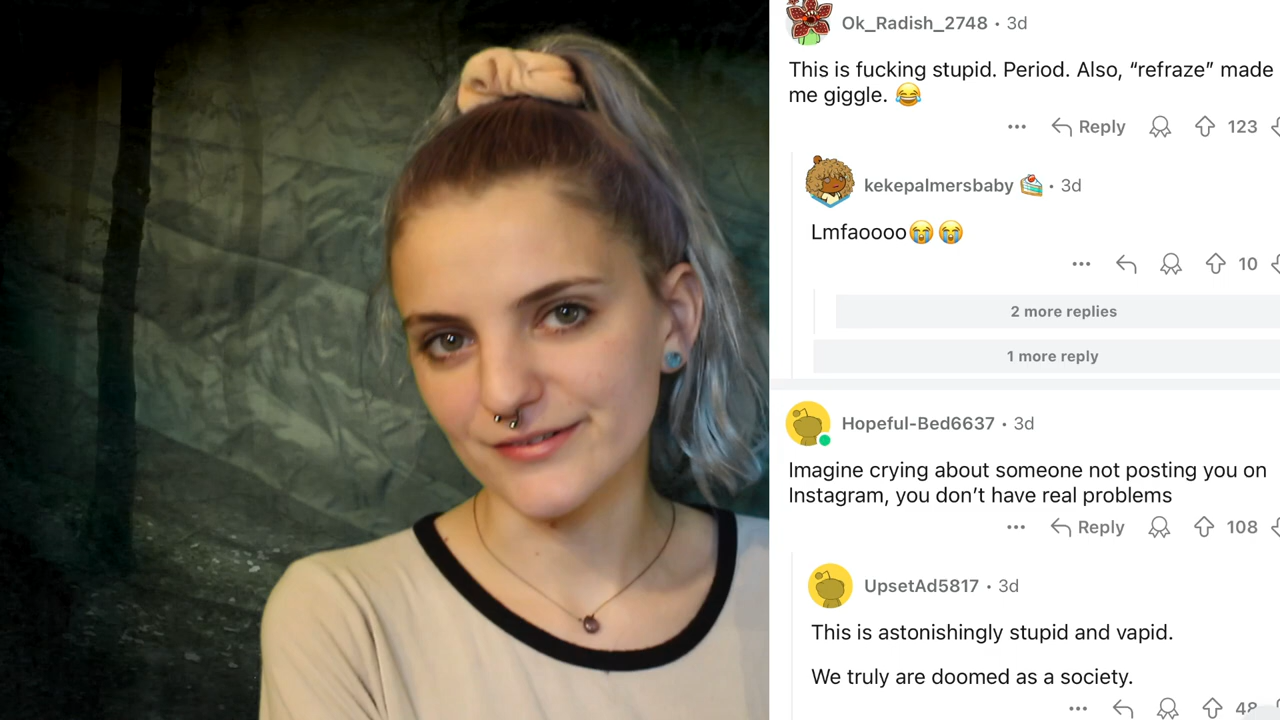 Ok_Radish_2748 • 3d
This is fucking stupid. Period. Also, “refraze” made
me giggle. 😂
••• Reply 123
kekepalmersbaby 🍰 • 3d
Lmfaoooo😭😭
••• 10
2 more replies
1 more reply
Hopeful-Bed6637 • 3d
Imagine crying about someone not posting you on
Instagram, you don’t have real problems
••• Reply 108
UpsetAd5817 • 3d
This is astonishingly stupid and vapid.
We truly are doomed as a society.
••• 48